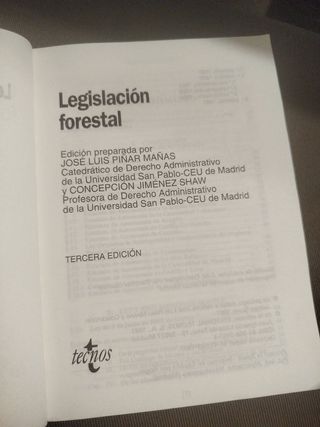 Legislación
forestal
Edición preparada por
JOSÉ LUIS PIÑAR MAÑAS
Catedrático de Derecho Administrativo
de la Universidad San Pablo-CEU de Madrid
y CONCEPCIÓN JIMÉNEZ SHAW
Profesora de Derecho Administrativo
de la Universidad San Pablo-CEU de Madrid
TERCERA EDICIÓN
tecnos